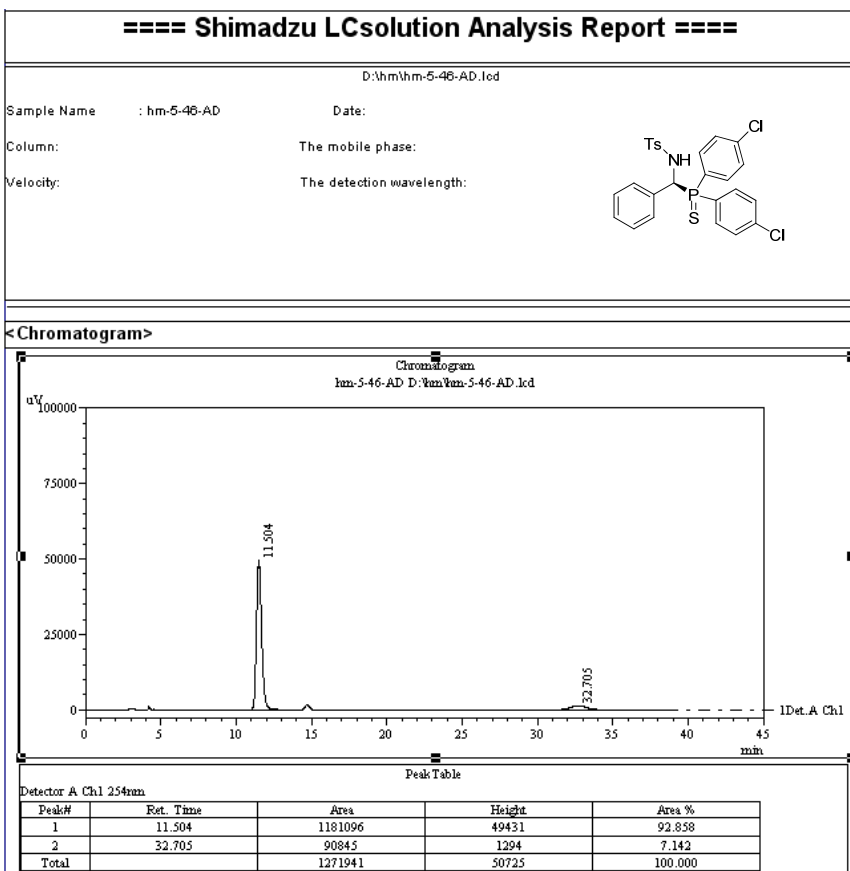 ==== Shimadzu LCsolution Analysis Report ====
D:\hm\hm-5-46-AD.lcd
Sample Name : hm-5-46-AD Date:
Column: The mobile phase:
Velocity: The detection wavelength:
Ts
NH
Cl
P
S
Cl
<Chromatogram>
Chromatogram
hm-5-46-AD D:\hm\hm-5-46-AD.lcd
uV
100000
75000
50000
25000
0
11.504
32.705
1Det.A Ch1
0 5 10 15 20 25 30 35 40 45
min
PeakTable
Detector A Ch1 254nm
Peak# Ret. Time Area Height Area %
1 11.504 1181096 49431 92.858
2 32.705 90845 1294 7.142
Total 1271941 50725 100.000